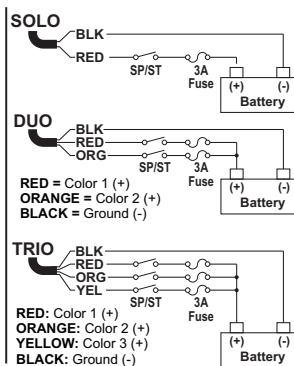 SOLO
BLK
RED
SP/ST
3A
Fuse
(+) (-)
Battery
DUO
BLK
RED
ORG
SP/ST
3A
Fuse
(+) (-)
Battery
RED = Color 1 (+)
ORANGE = Color 2 (+)
BLACK = Ground (-)
TRIO
BLK
RED
ORG
YEL
SP/ST
3A
Fuse
(+) (-)
Battery
RED: Color 1 (+)
ORANGE: Color 2 (+)
YELLOW: Color 3 (+)
BLACK: Ground (-)